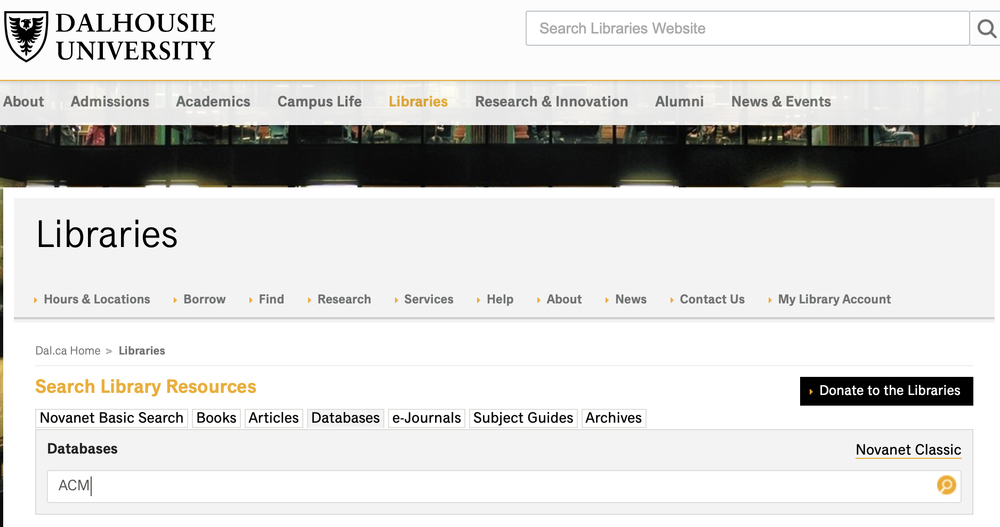 DALHOUSIE
UNIVERSITY
Search Libraries Website
About Admissions Academics Campus Life Libraries Research & Innovation Alumni News & Events
Libraries
Hours & Locations Borrow Find Research Services Help About News Contact Us My Library Account
Dal.ca Home > Libraries
Search Library Resources
Donate to the Libraries
Novanet Basic Search Books Articles Databases e-Journals Subject Guides Archives
Databases
Novanet Classic
ACM